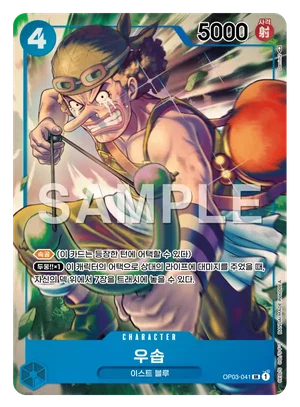 4
5000
사격
射
SAMPLE
속공 (이 카드는 등장한 턴에 어택할 수 있다)
두웅!!×1 이 캐릭터의 어택으로 상대의 라이프에 대미지를 주었을 때,
자신의 덱 위에서 7장을 트래시에 놓을 수 있다.
CHARACTER
우솝
이스트 블루
OP03-041 SR 1